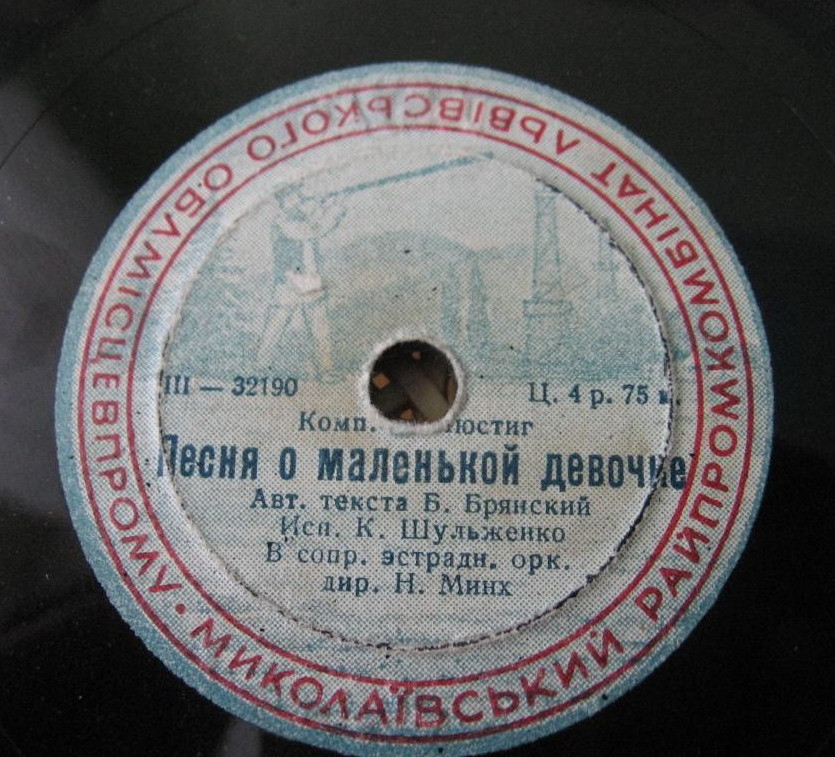 МИКОЛАЇВСЬКИЙ РАЙПРОМКОМБІНАТ ЛЬВІВСЬКОГО ОБЛМІСЦЕВПРОМУ •
III — 32190
Ц. 4 р. 75 к.
Комп.
Песня о маленькой девочке
Авт. текста Б. Брянский
Исп. К. Шульженко
В сопр. эстрадн. орк.
дир. Н. Минх